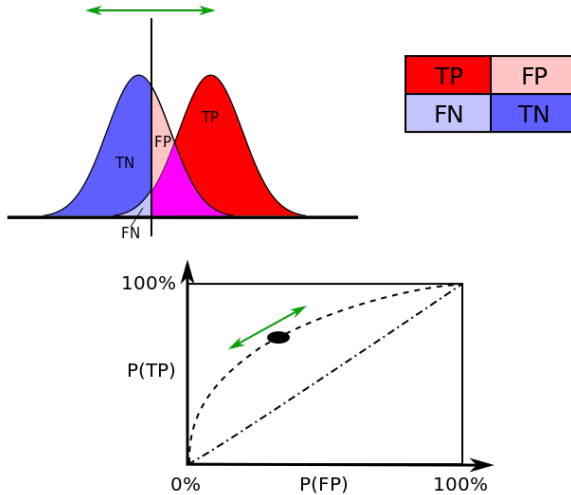 TP FP
FN TN
TN FP TP
FN
100%
P(TP)
0% P(FP) 100%